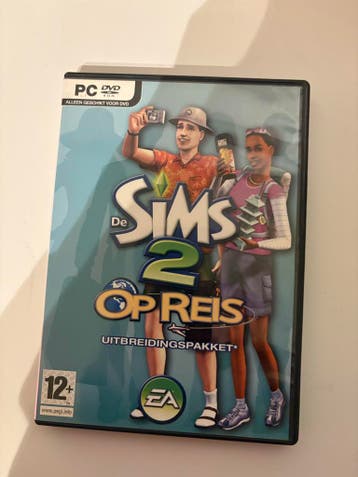 PC DVD
ROM
ALLEEN GESCHIKT VOOR DVD
De SIMS
2
OP REIS
UITBREIDINGSPAKKET*
12+
www.pegi.info
EA